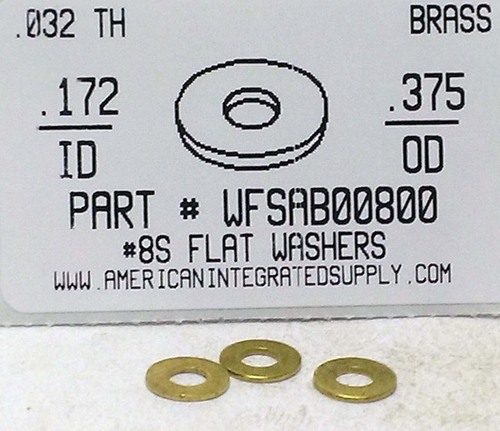 .032 TH
BRASS
.172
ID
.375
OD
PART # WFSAB00800
#8S FLAT WASHERS
WWW.AMERICANINTEGRATEDSUPPLY.COM